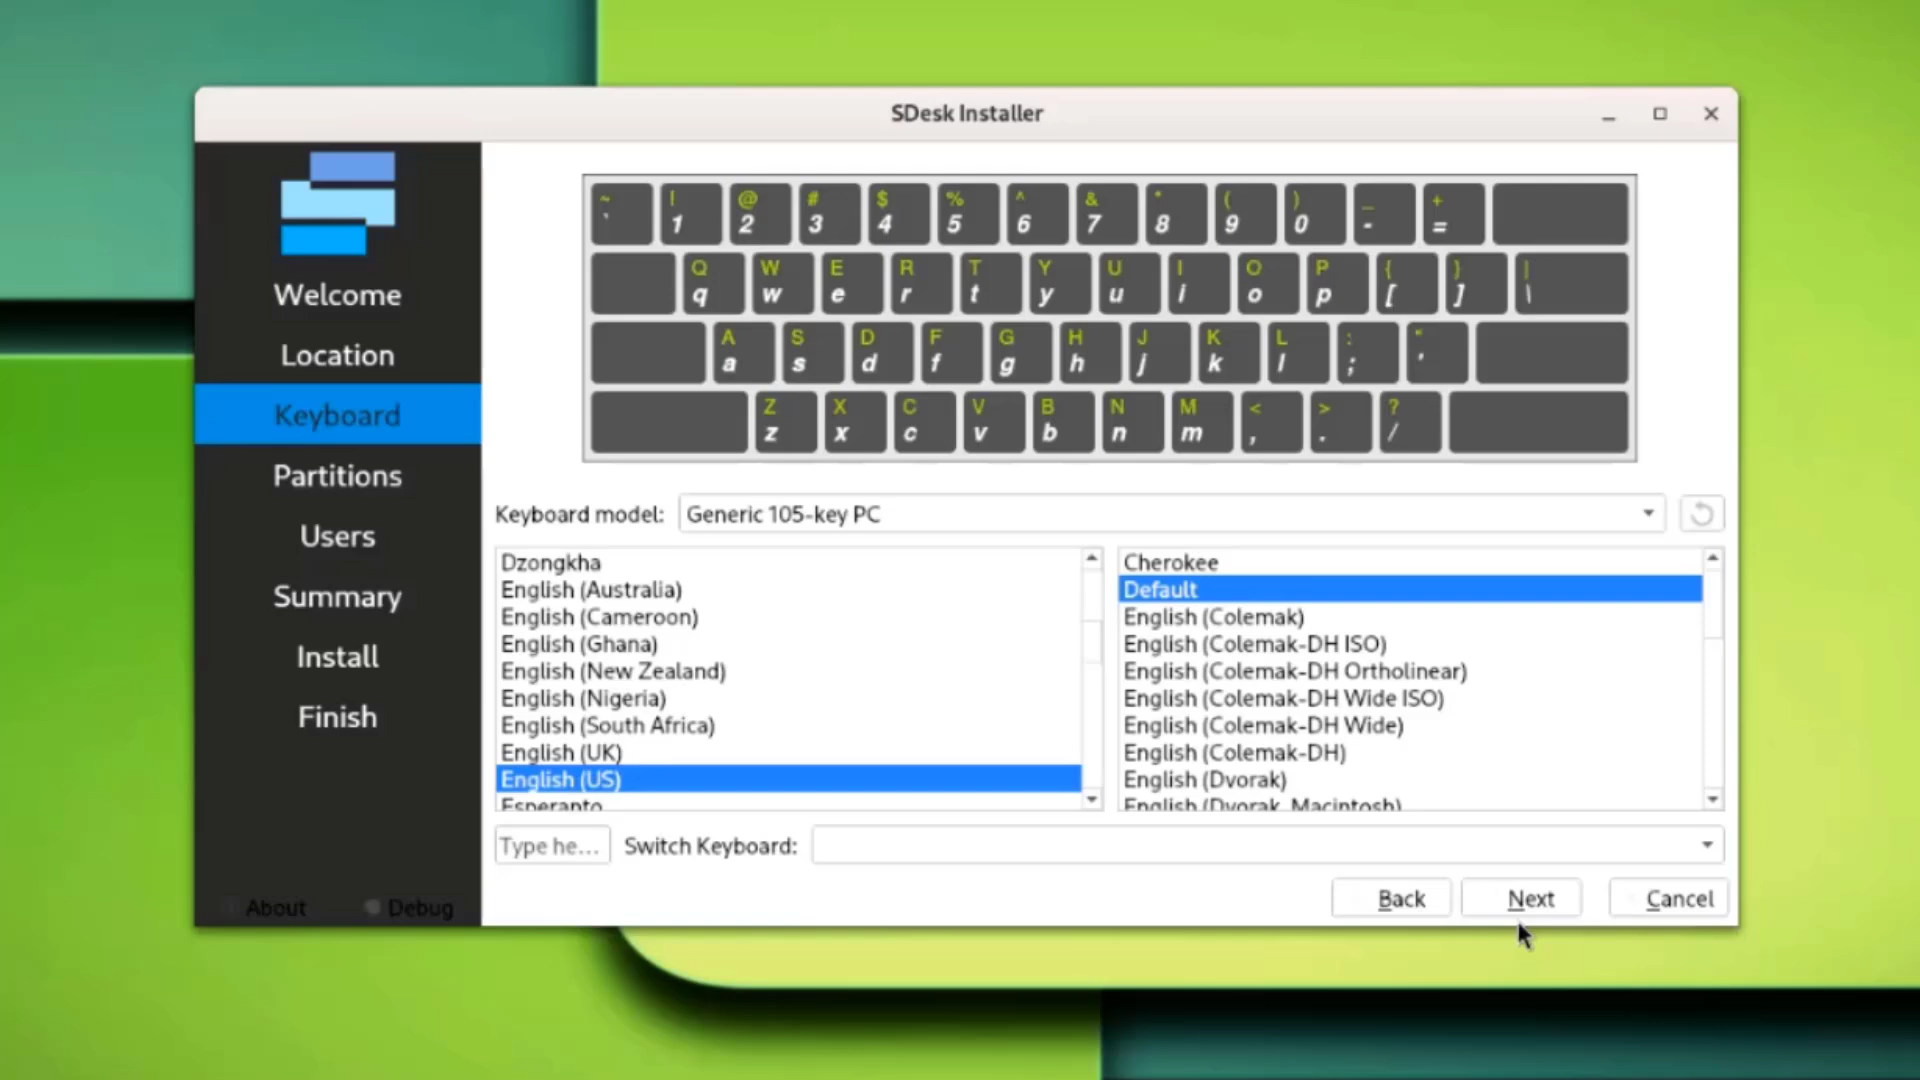 SDesk Installer
Welcome
Location
Keyboard
Partitions
Users
Summary
Install
Finish
About
Debug
~ ! @ # $ % ^ & * ( ) _ +
` 1 2 3 4 5 6 7 8 9 0 - =
Q W E R T Y U I O P { } |
q w e r t y u i o p [ ] \
A S D F G H J K L : "
a s d f g h j k l ; '
Z X C V B N M < > ?
z x c v b n m , . /
Keyboard model: Generic 105-key PC
Dzongkha
English (Australia)
English (Cameroon)
English (Ghana)
English (New Zealand)
English (Nigeria)
English (South Africa)
English (UK)
English (US)
Esperanto
Cherokee
Default
English (Colemak)
English (Colemak-DH ISO)
English (Colemak-DH Ortholinear)
English (Colemak-DH Wide ISO)
English (Colemak-DH Wide)
English (Colemak-DH)
English (Dvorak)
English (Dvorak, Macintosh)
Type he... Switch Keyboard:
Back Next Cancel